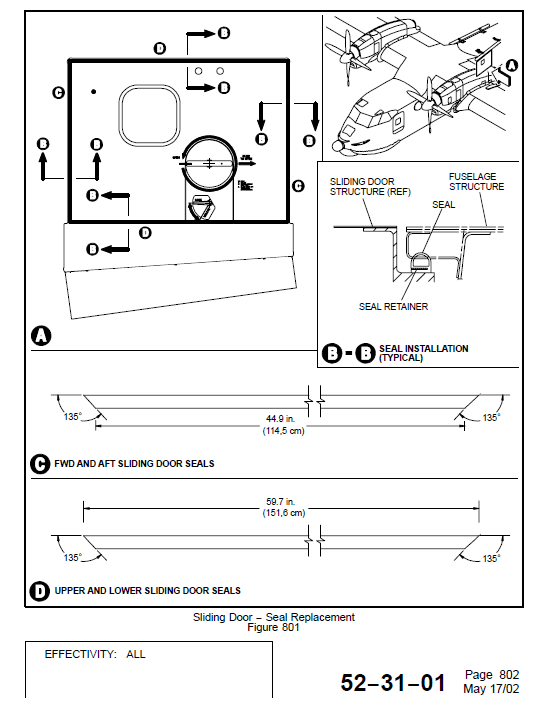 B
D
B
C
A
B
B
B
B
B
C
B
D
SLIDING DOOR
STRUCTURE (REF)
FUSELAGE
STRUCTURE
SEAL
SEAL RETAINER
A
B - B SEAL INSTALLATION
(TYPICAL)
135°
44.9 in.
(114,5 cm)
135°
C FWD AND AFT SLIDING DOOR SEALS
59.7 in.
(151,6 cm)
135°
135°
D UPPER AND LOWER SLIDING DOOR SEALS
Sliding Door – Seal Replacement
Figure 801
EFFECTIVITY: ALL
52–31–01
Page 802
May 17/02